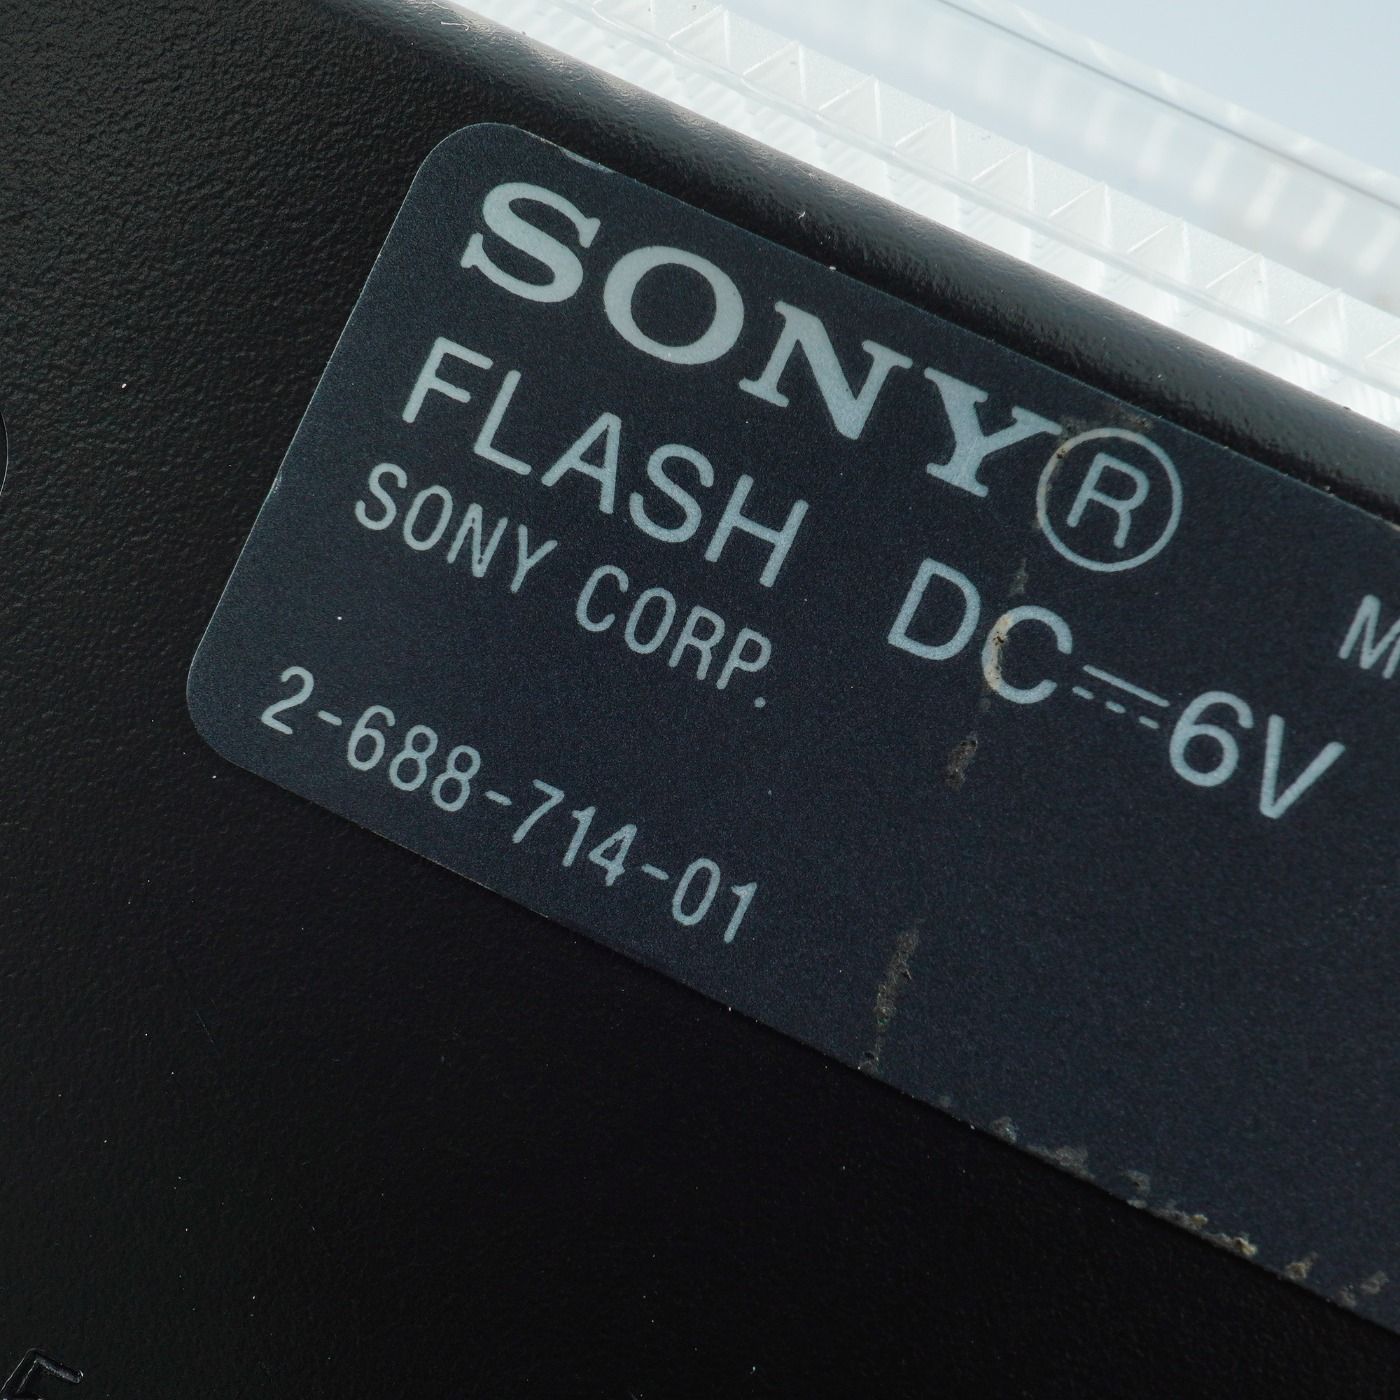 SONY®
FLASH DC⎓6V
SONY CORP.
2-688-714-01